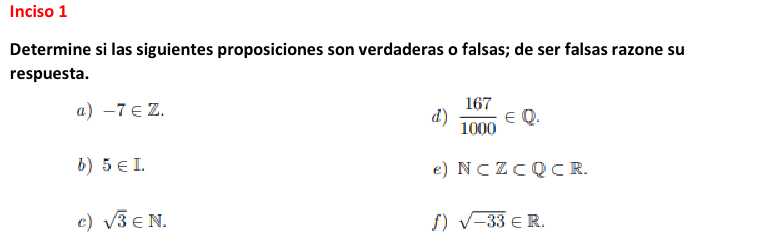 Inciso 1
Determine si las siguientes proposiciones son verdaderas o falsas; de ser falsas razone su
respuesta.
a) −7 ∈ ℤ.
b) 5 ∈ 𝕀.
c) √3 ∈ ℕ.
d) 167/1000 ∈ ℚ.
e) ℕ ⊂ ℤ ⊂ ℚ ⊂ ℝ.
f) √−33 ∈ ℝ.